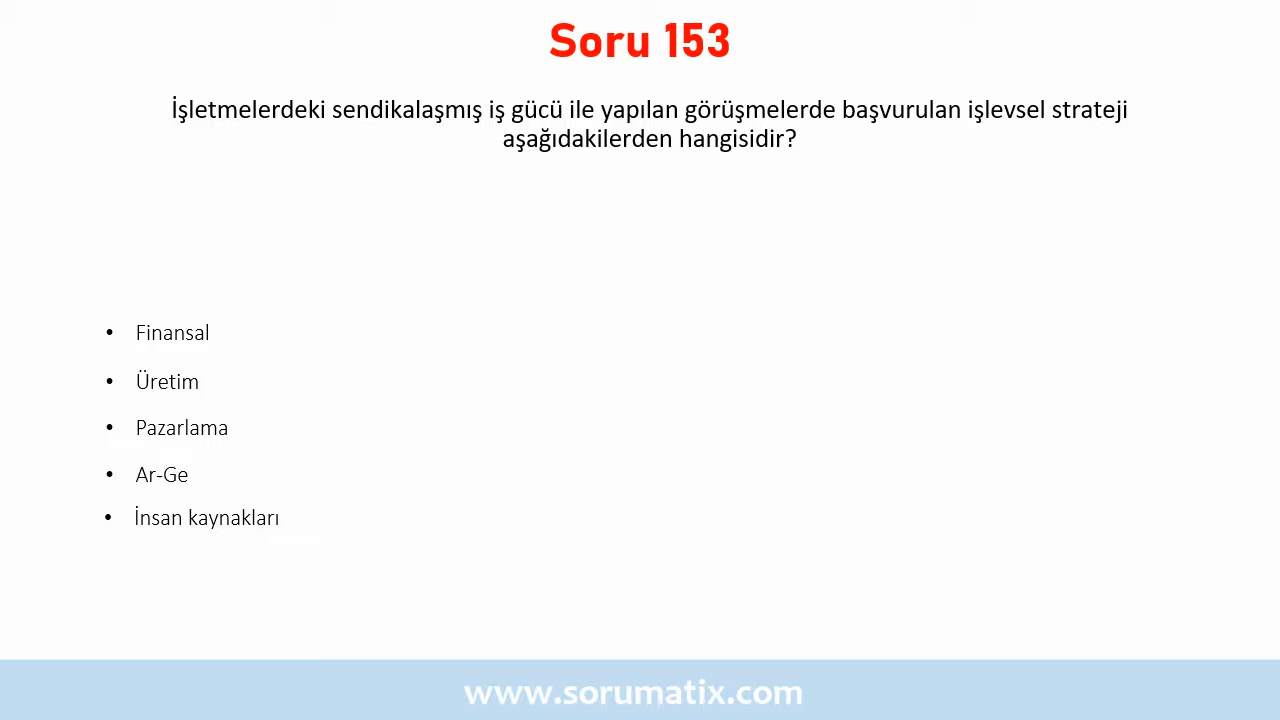 Soru 153
İşletmelerdeki sendikalaşmış iş gücü ile yapılan görüşmelerde başvurulan işlevsel strateji
aşağıdakilerden hangisidir?
• Finansal
• Üretim
• Pazarlama
• Ar-Ge
• İnsan kaynakları
www.sorumatix.com